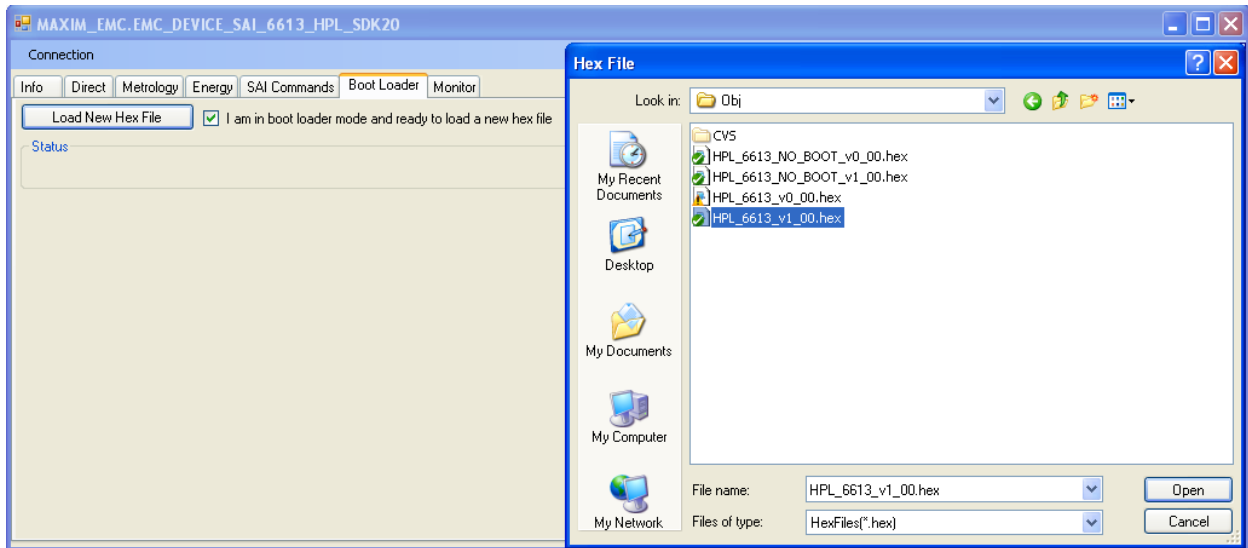 MAXIM_EMC.EMC_DEVICE_SAI_6613_HPL_SDK20
Connection
Info Direct Metrology Energy SAI Commands Boot Loader Monitor
Load New Hex File I am in boot loader mode and ready to load a new hex file
Status
Hex File
Look in: Obj
My Recent
Documents
Desktop
My Documents
My Computer
My Network
CVS
HPL_6613_NO_BOOT_v0_00.hex
HPL_6613_NO_BOOT_v1_00.hex
HPL_6613_v0_00.hex
HPL_6613_v1_00.hex
File name: HPL_6613_v1_00.hex Open
Files of type: HexFiles(*.hex) Cancel